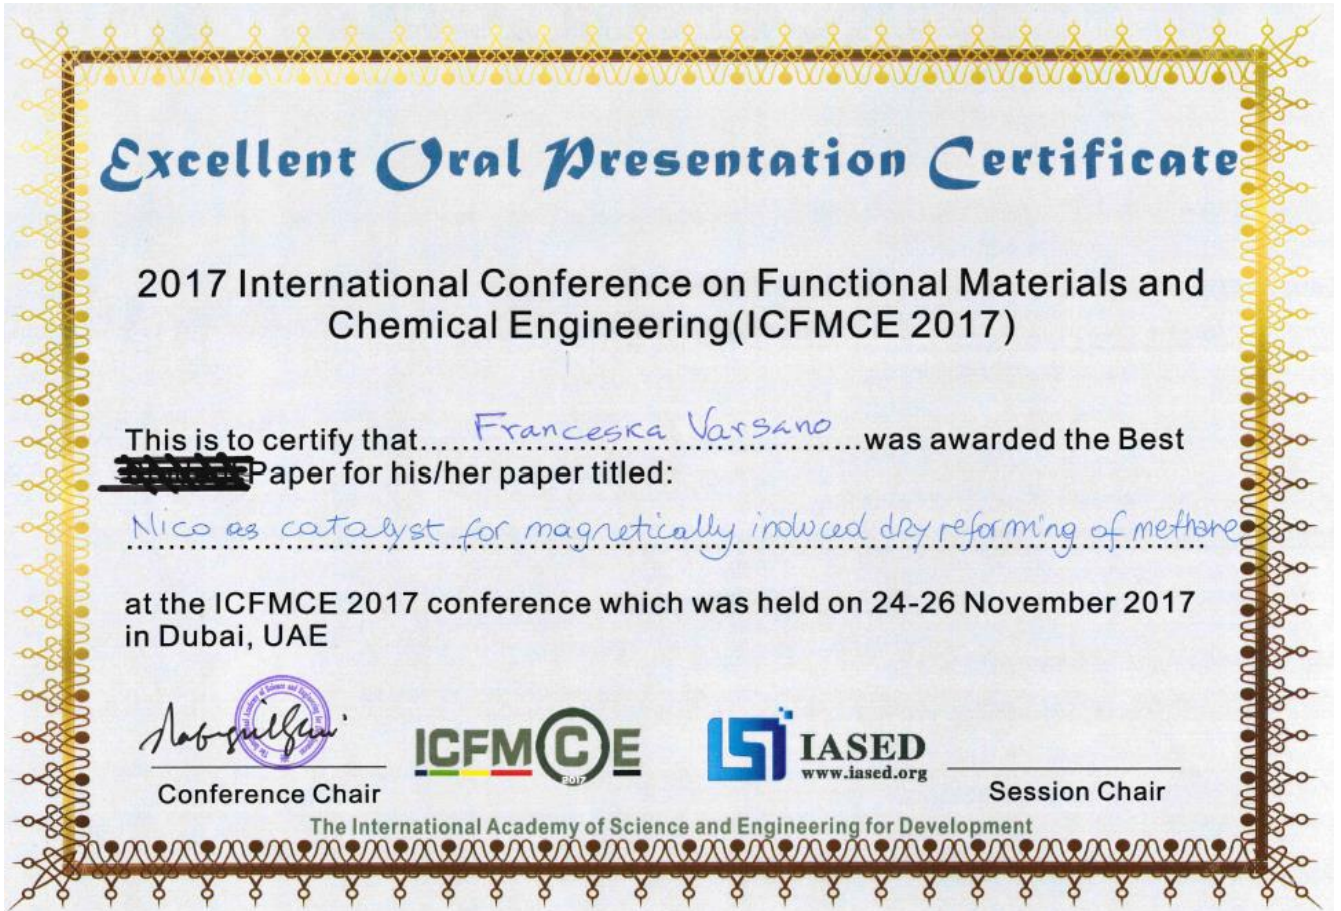 Excellent Oral Presentation Certificate
2017 International Conference on Functional Materials and
Chemical Engineering(ICFMCE 2017)
This is to certify that....Franceska Varsano....was awarded the Best
Paper for his/her paper titled:
Nico as catalyst for magnetically induced dry reforming of methane
at the ICFMCE 2017 conference which was held on 24-26 November 2017
in Dubai, UAE
ICFMCE
2017
IASED
www.iased.org
Conference Chair
Session Chair
The International Academy of Science and Engineering for Development